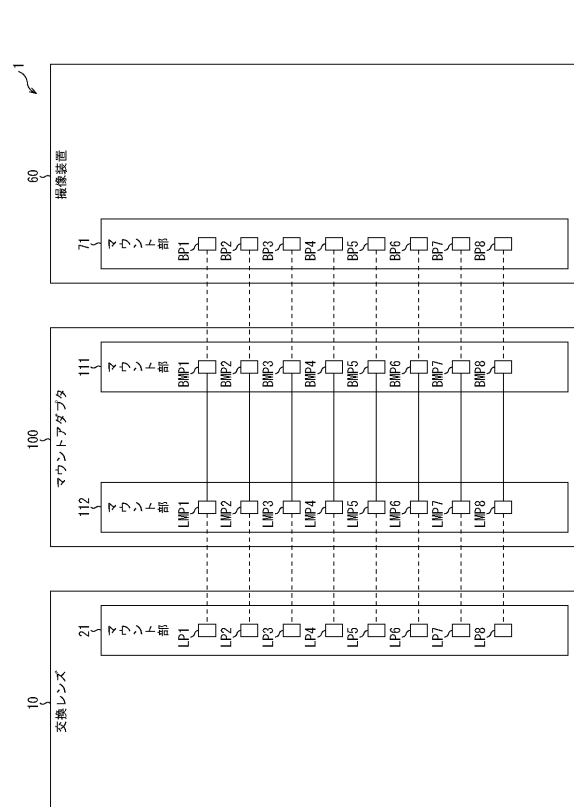 1
10
交換レンズ
100
マウントアダプタ
60
撮像装置
21
マウント部
112
マウント部
111
マウント部
71
マウント部
LP1
LMP1
BMP1
BP1
LP2
LMP2
BMP2
BP2
LP3
LMP3
BMP3
BP3
LP4
LMP4
BMP4
BP4
LP5
LMP5
BMP5
BP5
LP6
LMP6
BMP6
BP6
LP7
LMP7
BMP7
BP7
LP8
LMP8
BMP8
BP8